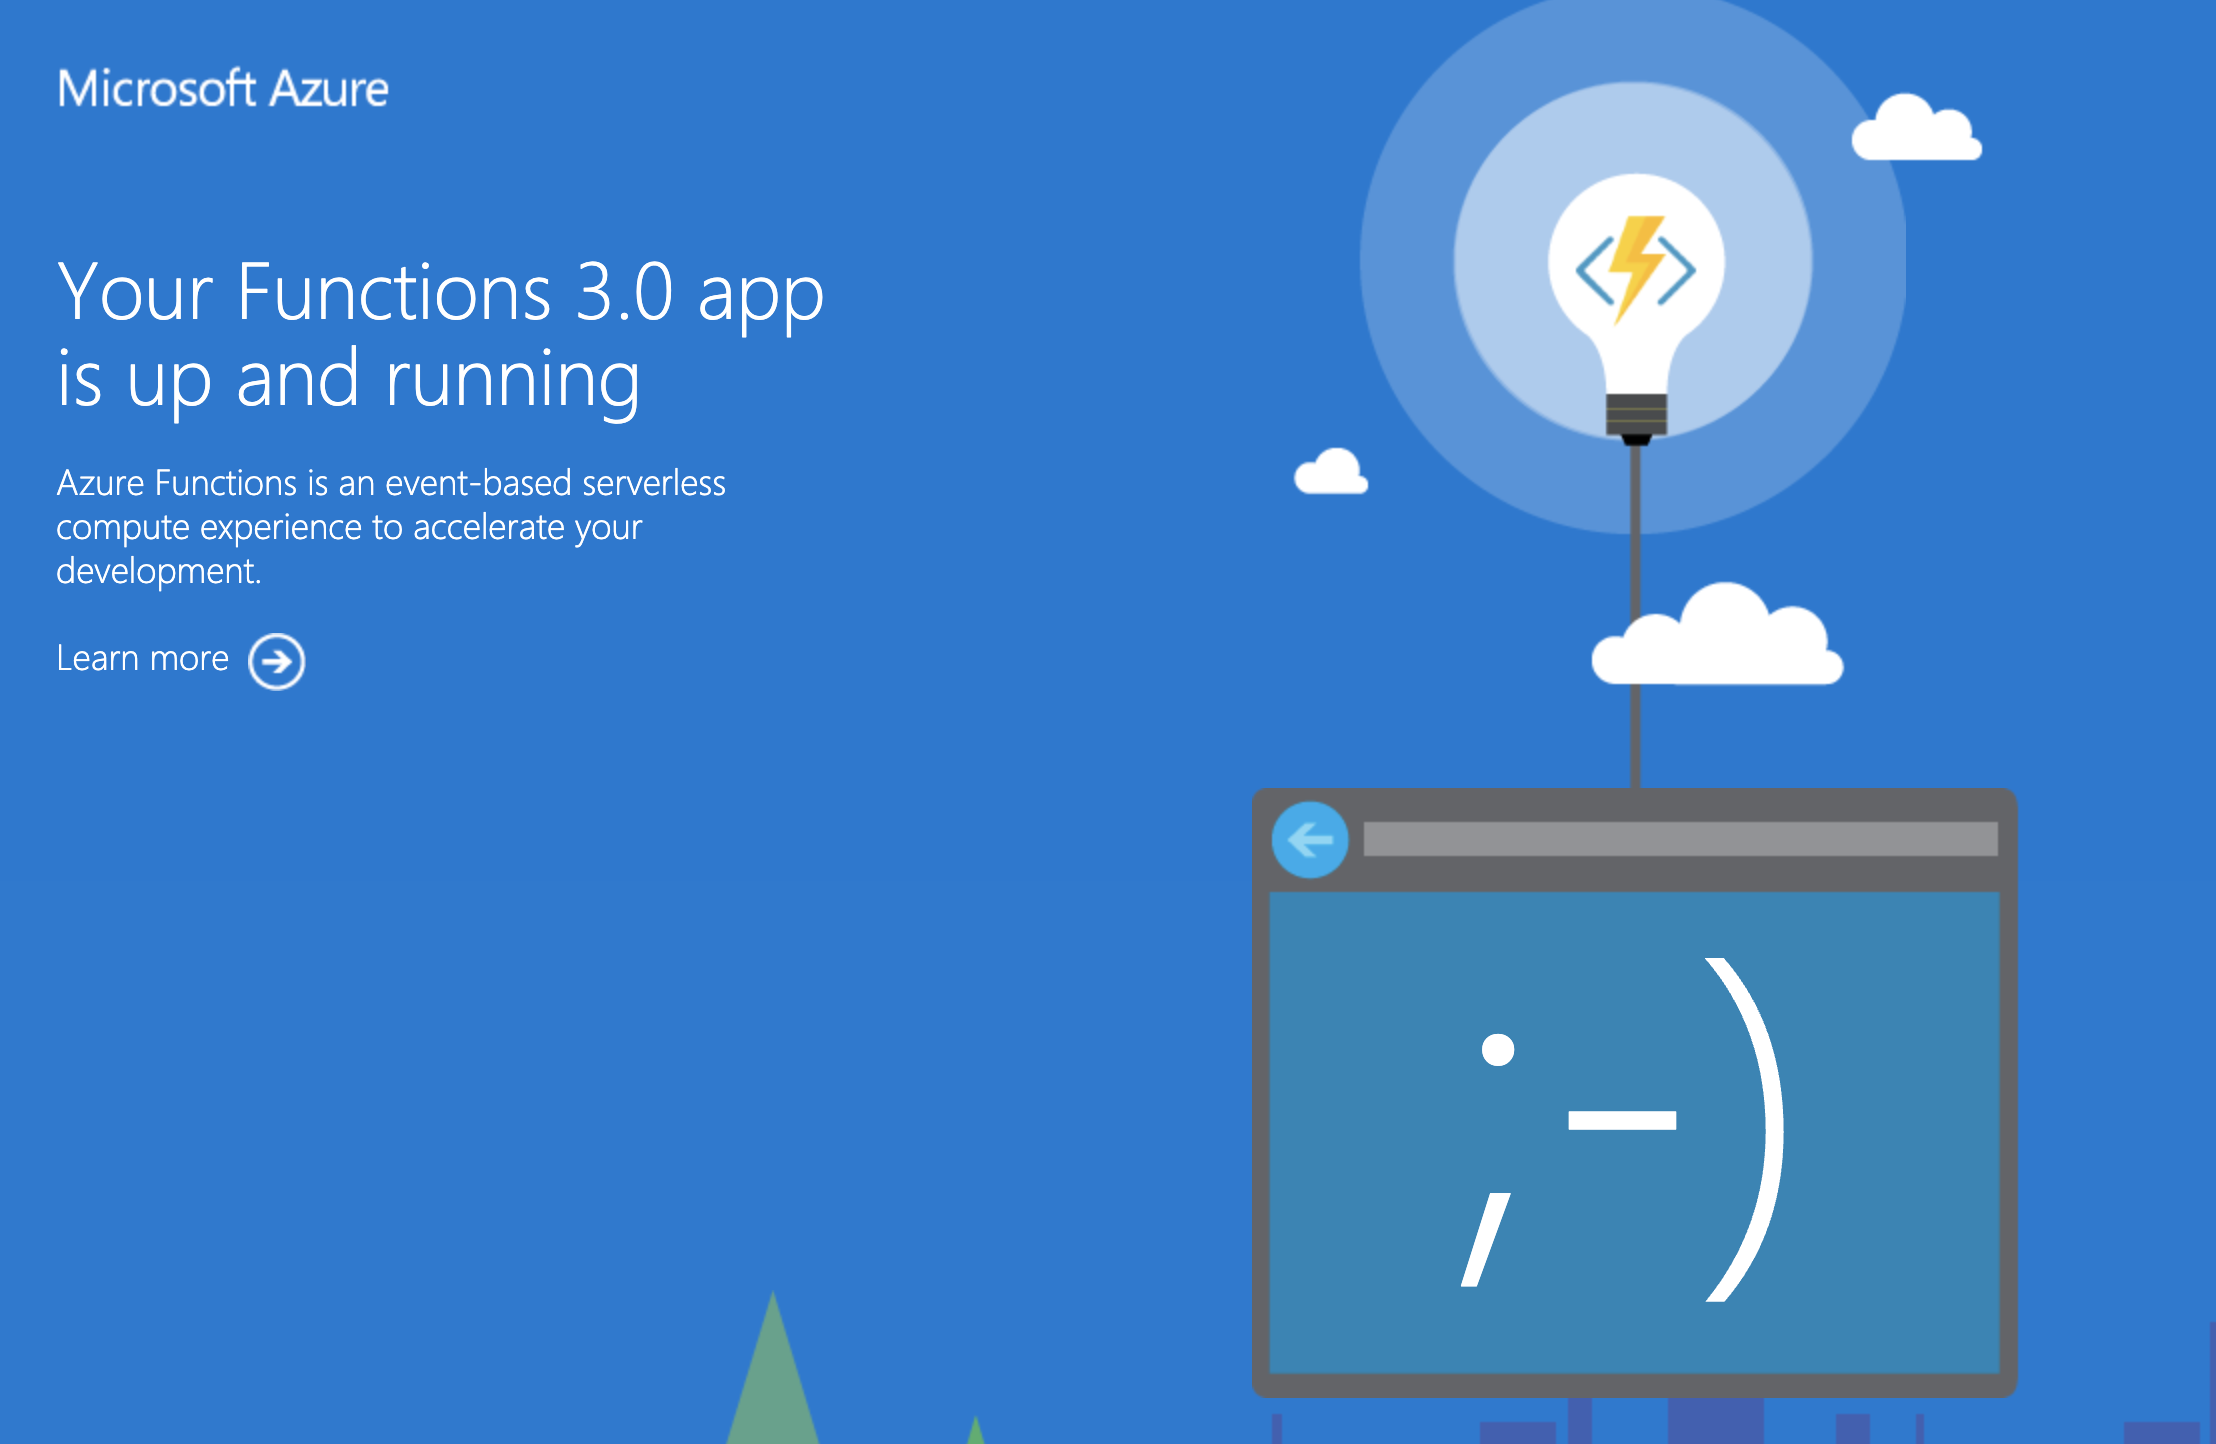 Microsoft Azure
Your Functions 3.0 app
is up and running
Azure Functions is an event-based serverless
compute experience to accelerate your
development.
Learn more
;-)